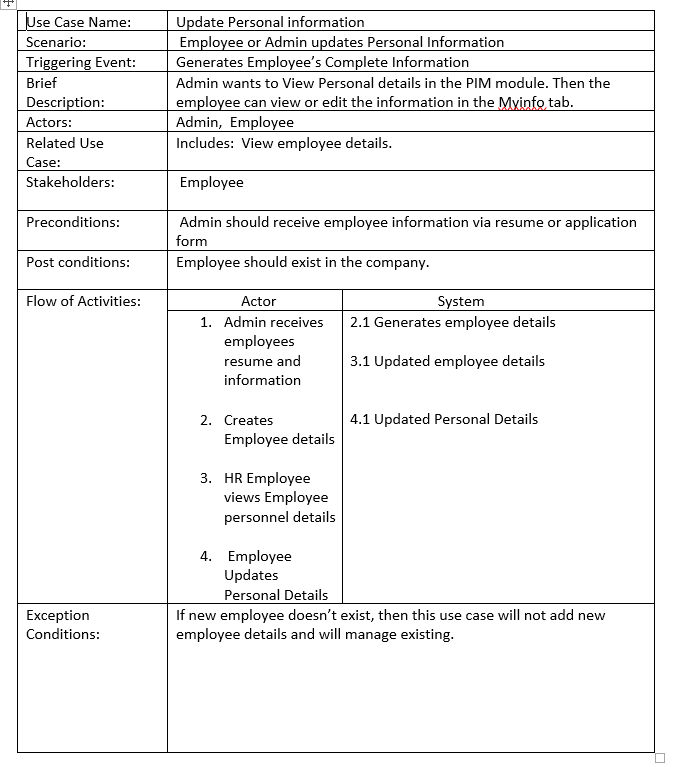 Use Case Name: Update Personal information
Scenario: Employee or Admin updates Personal Information
Triggering Event: Generates Employee's Complete Information
Brief Admin wants to View Personal details in the PIM module. Then the
Description: employee can view or edit the information in the Myinfo tab.
Actors: Admin, Employee
Related Use Includes: View employee details.
Case:
Stakeholders: Employee
Preconditions: Admin should receive employee information via resume or application
form
Post conditions: Employee should exist in the company.
Flow of Activities: Actor System
1. Admin receives 2.1 Generates employee details
employees
resume and 3.1 Updated employee details
information
2. Creates 4.1 Updated Personal Details
Employee details
3. HR Employee
views Employee
personnel details
4. Employee
Updates
Personal Details
Exception If new employee doesn't exist, then this use case will not add new
Conditions: employee details and will manage existing.